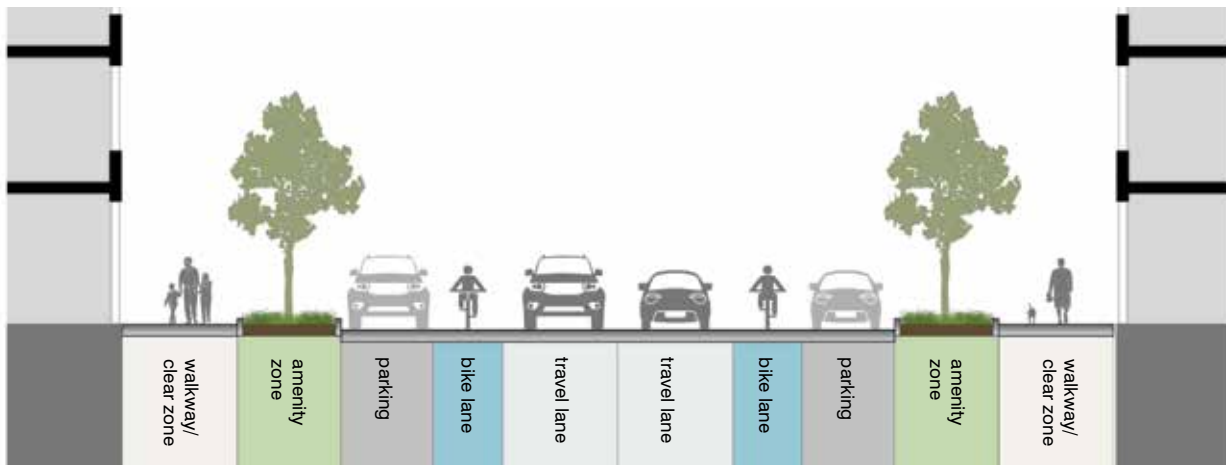 walkway/
clear zone
amenity
zone
parking
bike lane
travel lane
travel lane
bike lane
parking
amenity
zone
walkway/
clear zone